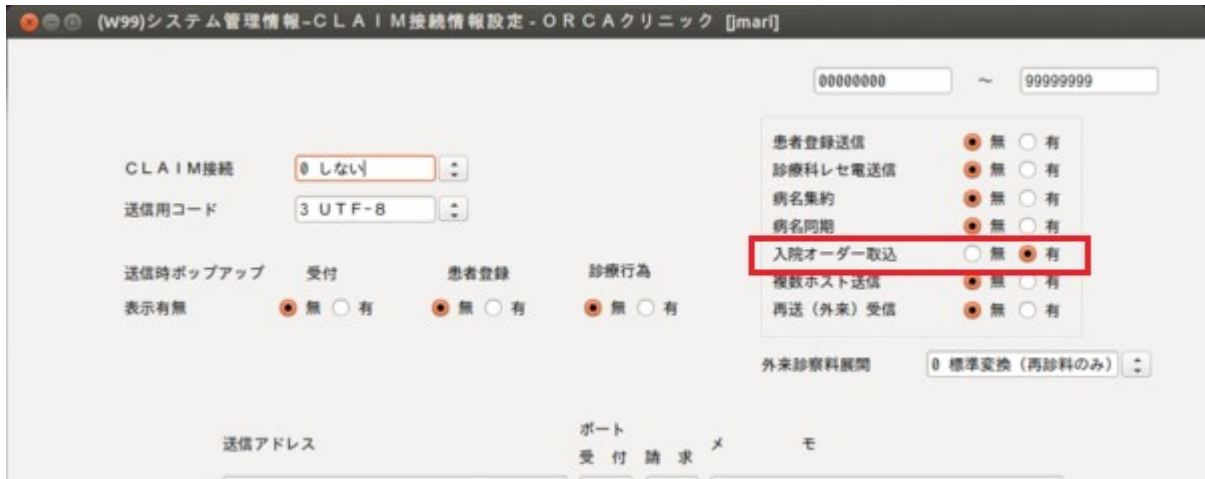 (W99)システム管理情報-ＣＬＡＩＭ接続情報設定 - ＯＲＣＡクリニック [jmari]
00000000 ～ 99999999
ＣＬＡＩＭ接続 0 しない
送信用コード 3 ＵＴＦ-８
患者登録送信 無 有
診療科レセ電送信 無 有
病名集約 無 有
病名同期 無 有
入院オーダー取込 無 有
複数ホスト送信 無 有
再送（外来）受信 無 有
送信時ポップアップ 受付 患者登録 診療行為
表示有無 無 有 無 有 無 有
外来診察料展開 0 標準変換（再診料のみ）
送信アドレス ポート メ モ
受 付 請 求